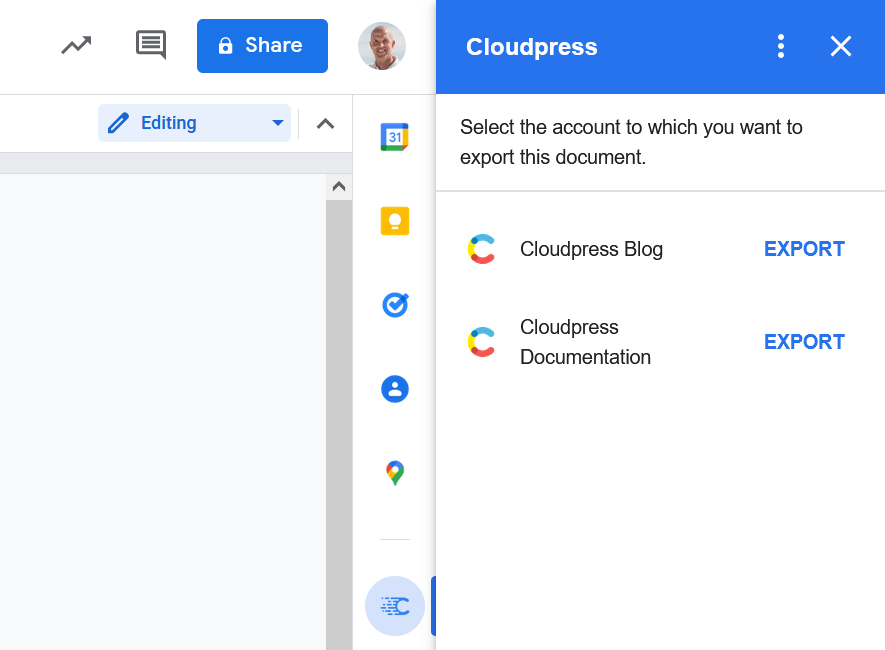 Share
Cloudpress
Editing
31
Select the account to which you want to
export this document.
Cloudpress Blog
EXPORT
Cloudpress
Documentation
EXPORT